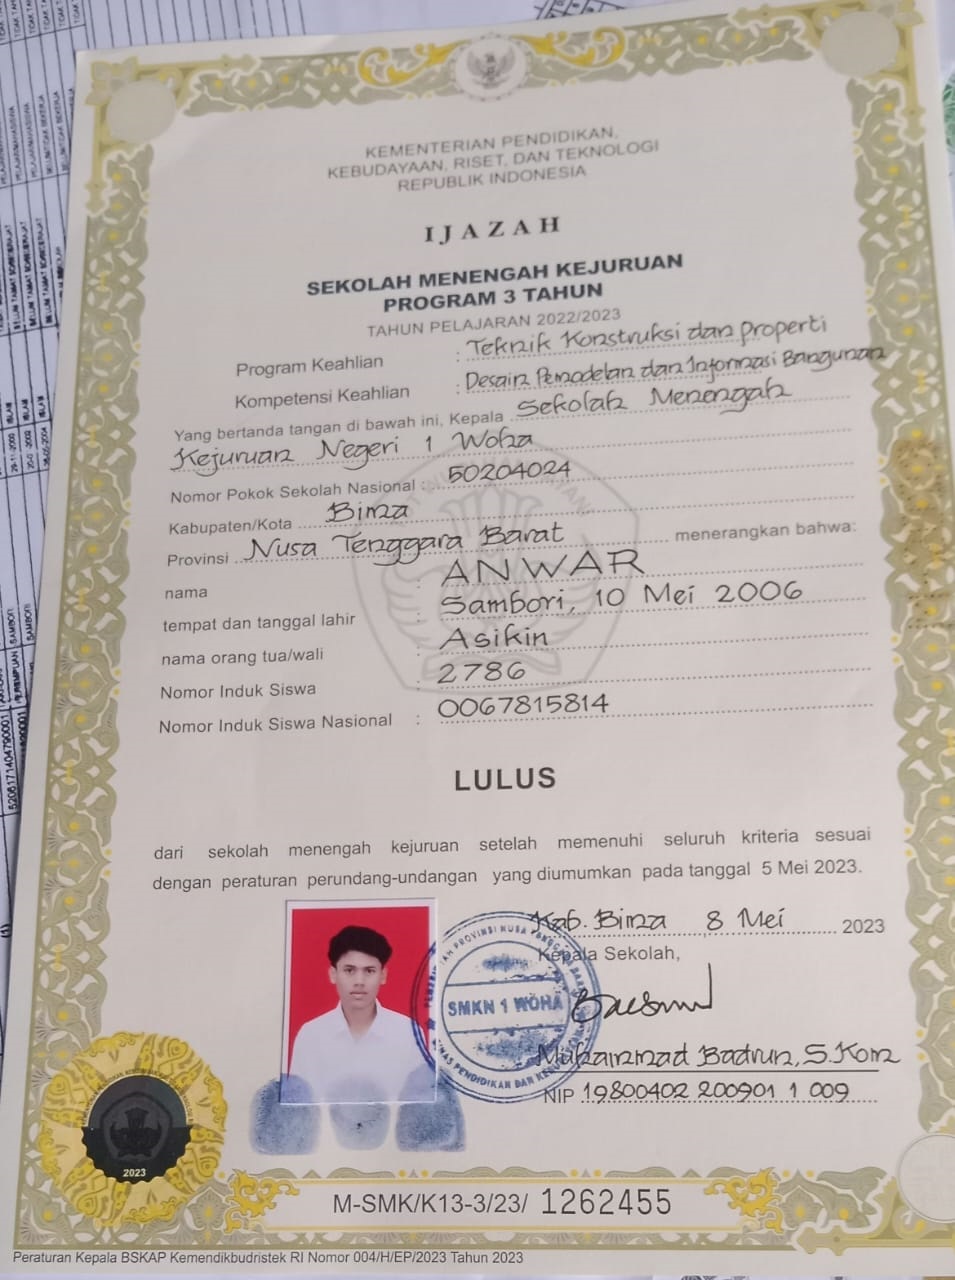 KEMENTERIAN PENDIDIKAN,
KEBUDAYAAN, RISET, DAN TEKNOLOGI
REPUBLIK INDONESIA
IJAZAH
SEKOLAH MENENGAH KEJURUAN
PROGRAM 3 TAHUN
TAHUN PELAJARAN 2022/2023
Program Keahlian : Teknik Konstruksi dan Properti
Kompetensi Keahlian : Desain Pemodelan dan Informasi Bangunan
Yang bertanda tangan di bawah ini, Kepala Sekolah Menengah
Kejuruan Negeri 1 Woha
Nomor Pokok Sekolah Nasional : 50204024
Kabupaten/Kota Bima
Provinsi Nusa Tenggara Barat menerangkan bahwa:
nama : ANWAR
tempat dan tanggal lahir : Sambori, 10 Mei 2006
nama orang tua/wali : Asikin
Nomor Induk Siswa : 2786
Nomor Induk Siswa Nasional : 0067815814
LULUS
dari sekolah menengah kejuruan setelah memenuhi seluruh kriteria sesuai
dengan peraturan perundang-undangan yang diumumkan pada tanggal 5 Mei 2023.
Kab. Bima 8 Mei 2023
Kepala Sekolah,
SMKN 1 WOHA
Muhammad Badrun, S.Kom
NIP 19800402 200901 1 009
2023
M-SMK/K13-3/23/ 1262455
Peraturan Kepala BSKAP Kemendikbudristek RI Nomor 004/H/EP/2023 Tahun 2023